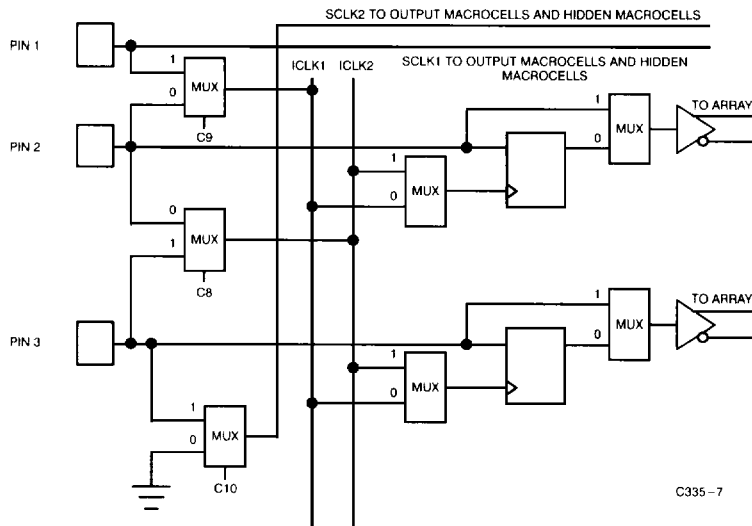 SCLK2 TO OUTPUT MACROCELLS AND HIDDEN MACROCELLS
PIN 1
ICLK1
ICLK2
SCLK1 TO OUTPUT MACROCELLS AND HIDDEN
MACROCELLS
1
MUX
0
C9
1
MUX
0
TO ARRAY
PIN 2
1
MUX
0
0
MUX
1
C8
1
MUX
0
TO ARRAY
PIN 3
1
MUX
0
1
MUX
0
C10
C335-7